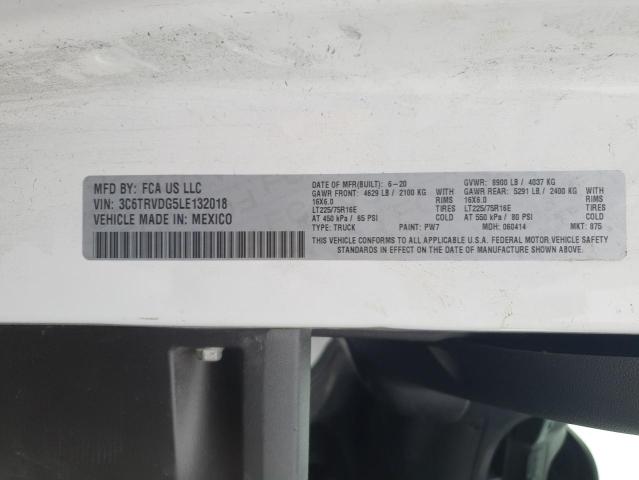 MFD BY: FCA US LLC
VIN: 3C6TRVDG5LE132018
VEHICLE MADE IN: MEXICO
DATE OF MFR(BUILT): 6-20 GVWR: 8900 LB / 4037 KG
GAWR FRONT: 4629 LB / 2100 KG WITH GAWR REAR: 5291 LB / 2400 KG WITH
16X6.0 RIMS 16X6.0 RIMS
LT225/75R16E TIRES LT225/75R16E TIRES
AT 450 kPa / 65 PSI COLD AT 550 kPa / 80 PSI COLD
TYPE: TRUCK PAINT: PW7 MDH: 060414 MKT: 875
THIS VEHICLE CONFORMS TO ALL APPLICABLE U.S.A. FEDERAL MOTOR VEHICLE SAFETY
STANDARDS IN EFFECT ON THE DATE OF MANUFACTURE SHOWN ABOVE.